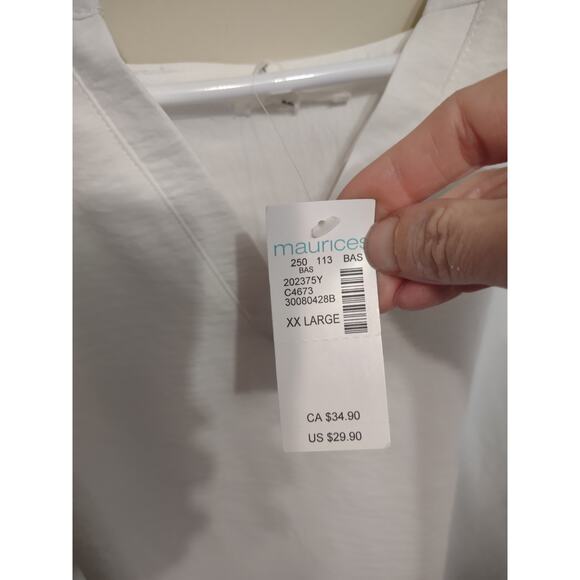 maurices
250 113 BAS
BAS
202375Y
C4673
30080428B
XX LARGE
CA $34.90
US $29.90